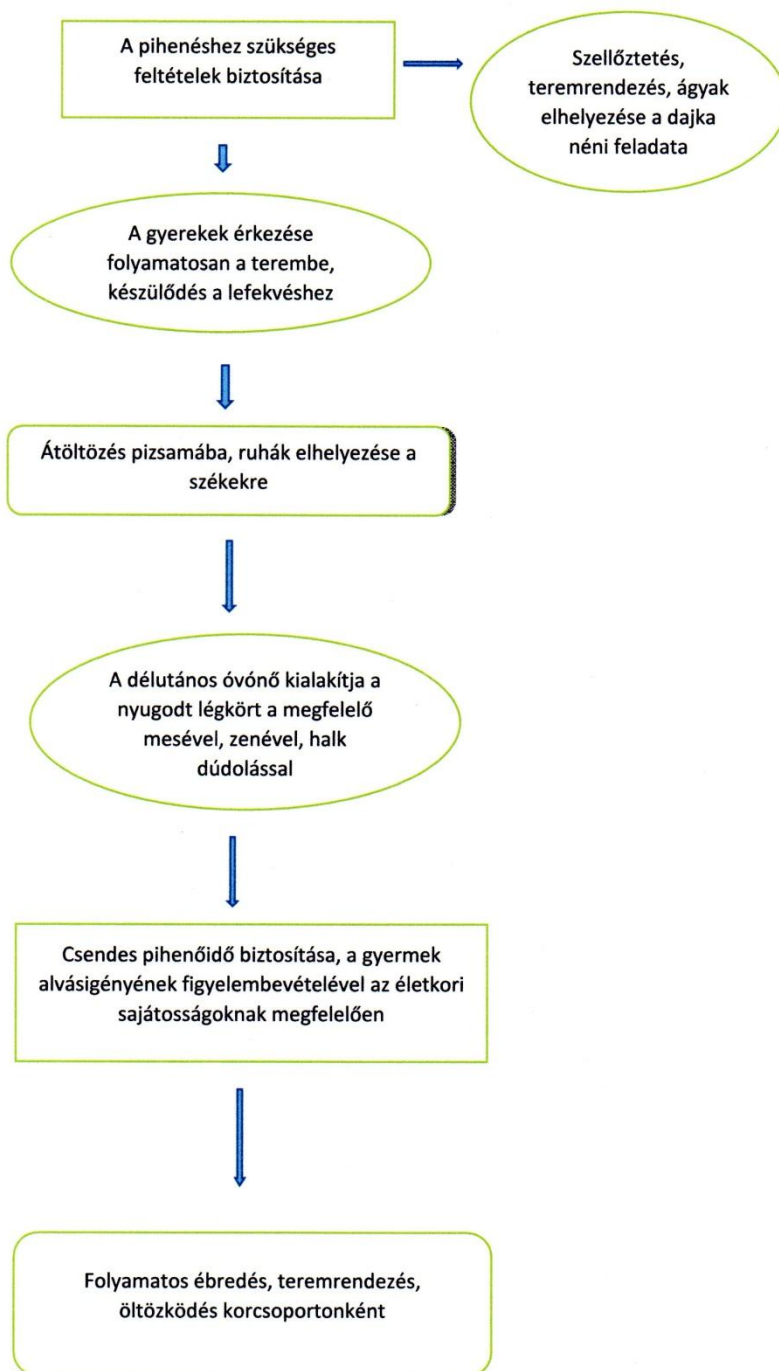 A pihenéshez szükséges
feltételek biztosítása
Szellőztetés,
teremrendezés, ágyak
elhelyezése a dajka
néni feladata
A gyerekek érkezése
folyamatosan a terembe,
készülődés a lefekvéshez
Átöltözés pizsamába, ruhák elhelyezése a
székekre
A délutános óvónő kialakítja a
nyugodt légkört a megfelelő
mesével, zenével, halk
dúdolással
Csendes pihenőidő biztosítása, a gyermek
alvásigényének figyelembevételével az életkori
sajátosságoknak megfelelően
Folyamatos ébredés, teremrendezés,
öltözködés korcsoportonként